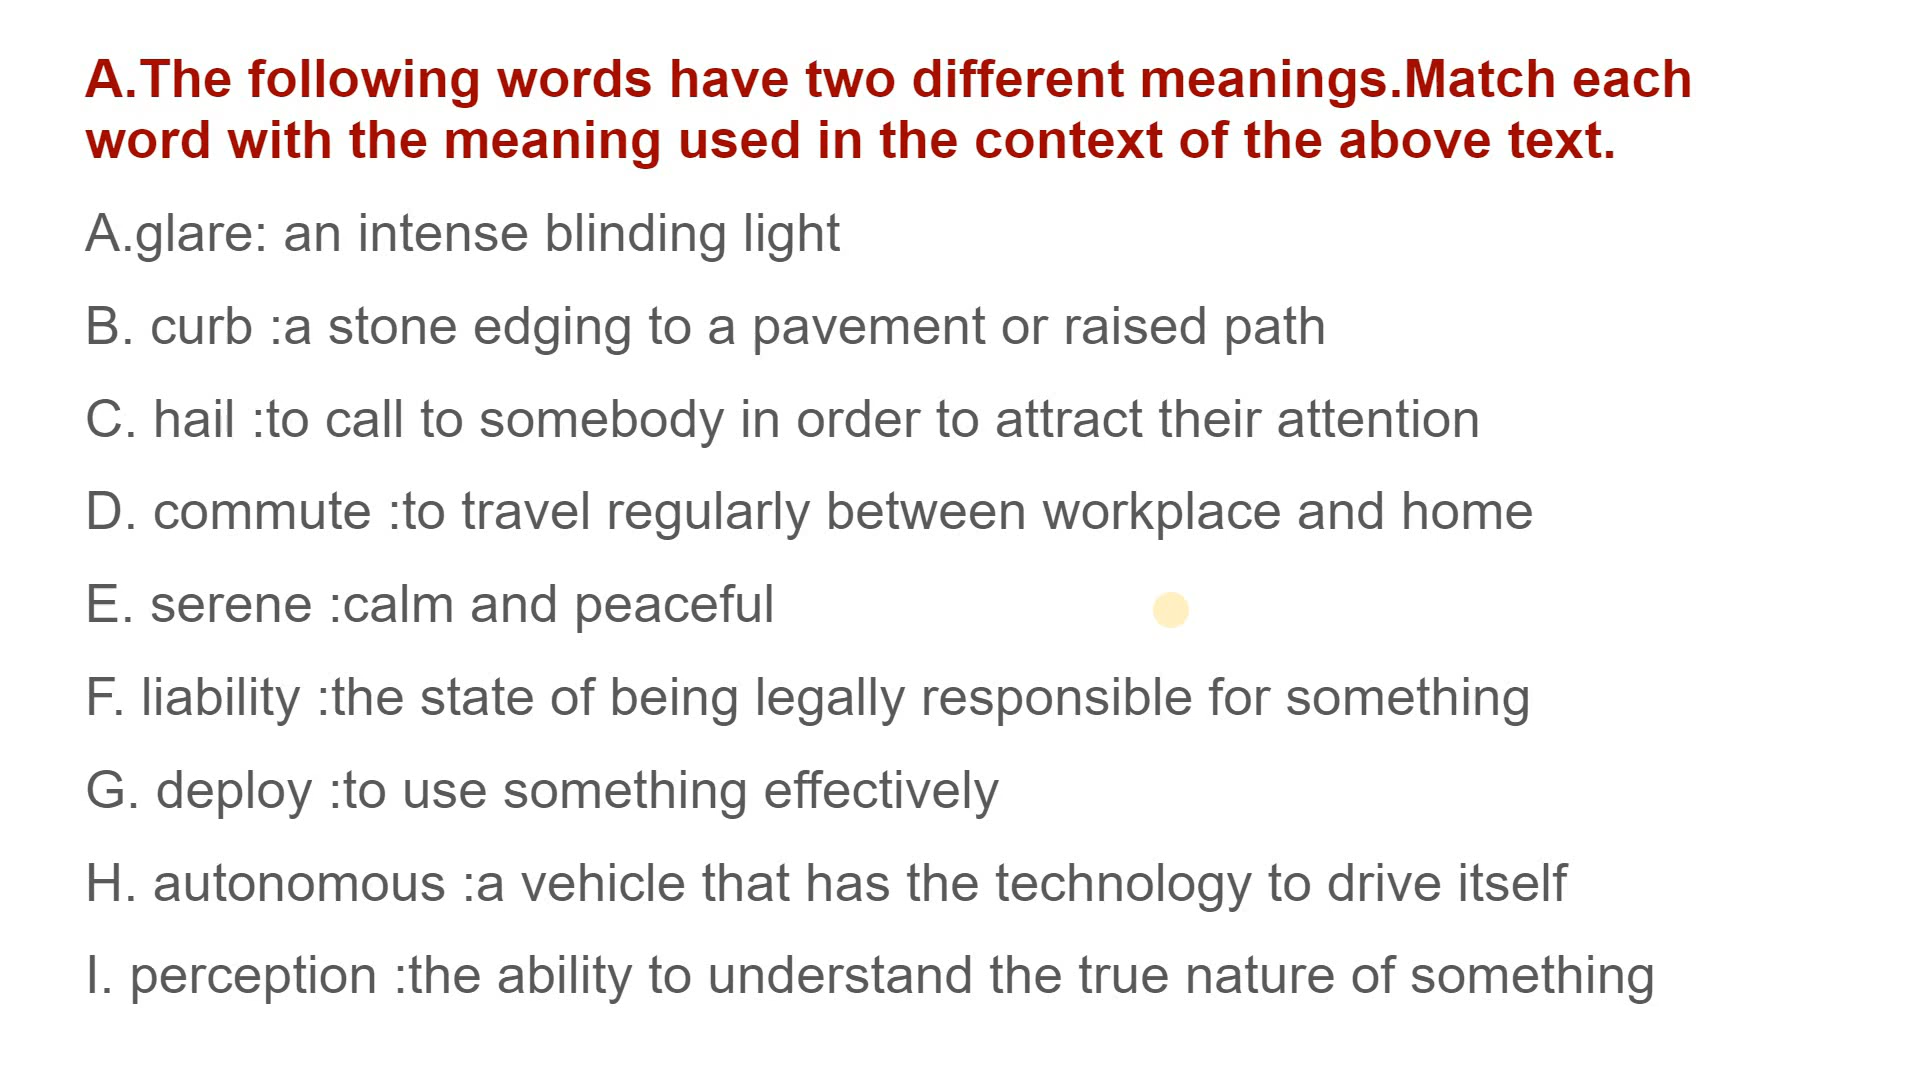 A.The following words have two different meanings.Match each
word with the meaning used in the context of the above text.
A.glare: an intense blinding light
B. curb :a stone edging to a pavement or raised path
C. hail :to call to somebody in order to attract their attention
D. commute :to travel regularly between workplace and home
E. serene :calm and peaceful
F. liability :the state of being legally responsible for something
G. deploy :to use something effectively
H. autonomous :a vehicle that has the technology to drive itself
I. perception :the ability to understand the true nature of something